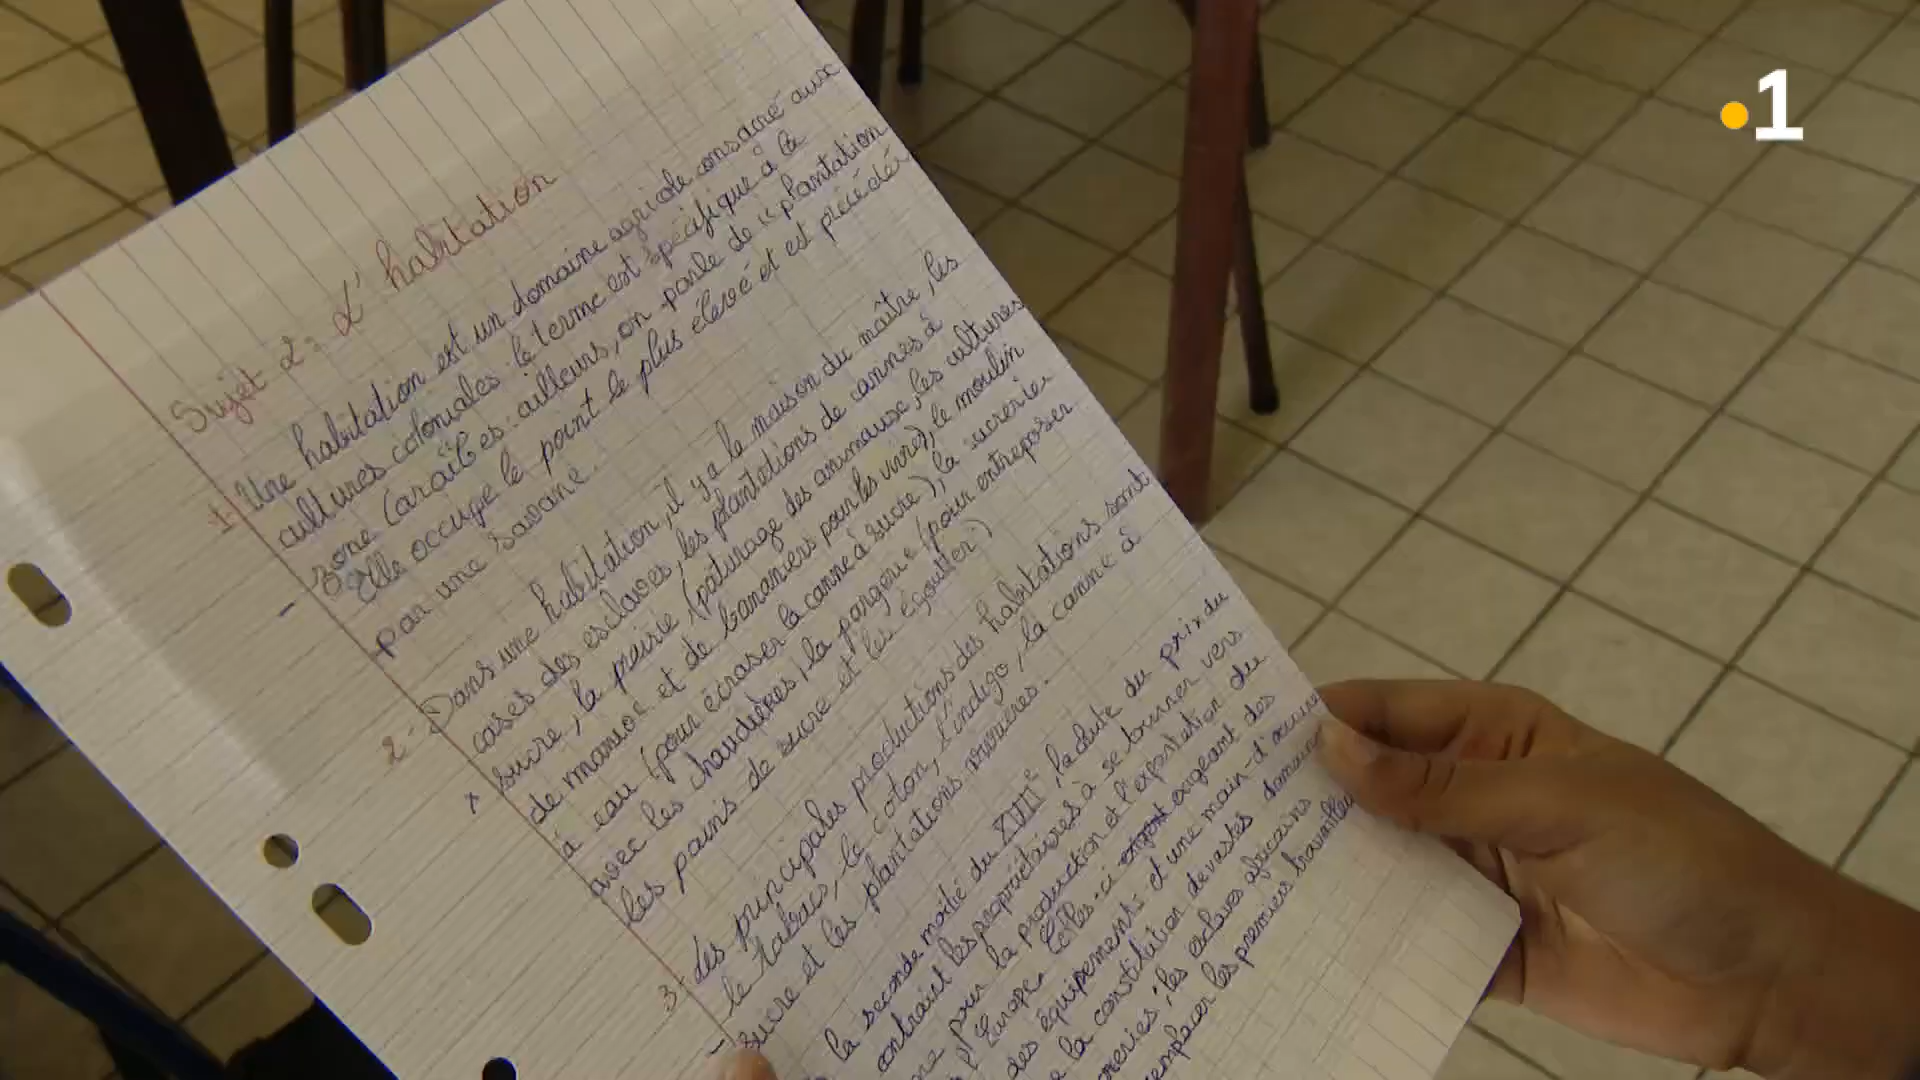 1
Sujet 2: L'habitation
1- Une habitation est un domaine agricole consacré aux
cultures coloniales. le terme est spécifique à la
zone Caraïbes : ailleurs, on parle de "plantation
Elle occupe le point le plus élevé et est précédé
par une savane.
2- Dans une habitation, il y a la maison du maître, les
cases des esclaves, les plantations de cannes à
sucre, la prairie (pâturage des animaux, les cultures
de manioc et de bananiers pour les vivres), le moulin
à eau (pour écraser la canne à sucre), la sucrerie
avec les chaudières, la purgerie (pour entreposer
les pains de sucre et les égoutter)
3- Les principales productions des habitations sont
le tabac, le coton, l'indigo, la canne à
sucre et les plantations vivrières.
la seconde moitié du XVIIe, la chute du prix du
contraint les propriétaires à se tourner vers
pour la production et l'exportation du
l'Europe. Celles-ci exigeant des
des équipements et une main-d'oeuvre
la constitution de vastes domaines
les esclaves africains
remplacer les premiers travailleurs